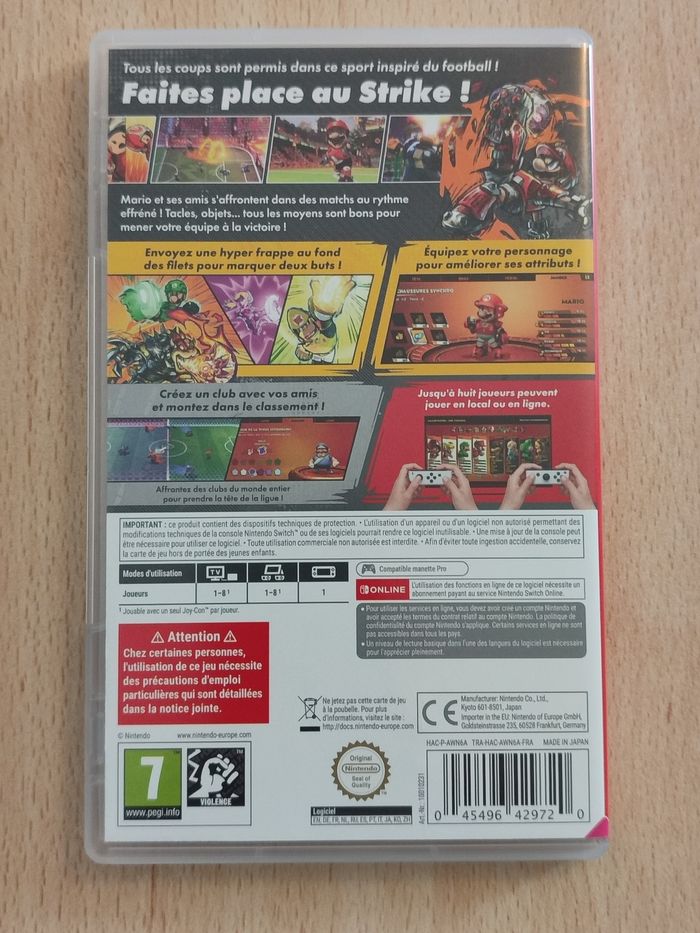 Tous les coups sont permis dans ce sport inspiré du football !
Faites place au Strike !
Mario et ses amis s'affrontent dans des matchs au rythme
effréné ! Tacles, objets... tous les moyens sont bons pour
mener votre équipe à la victoire !
Envoyez une hyper frappe au fond
des filets pour marquer deux buts !
Équipez votre personnage
pour améliorer ses attributs !
MARIO
Créez un club avec vos amis
et montez dans le classement !
Affrontez des clubs du monde entier
pour prendre la tête de la ligue !
Jusqu'à huit joueurs peuvent
jouer en local ou en ligne.
IMPORTANT : ce produit contient des dispositifs techniques de protection. • L'utilisation d'un appareil ou d'un logiciel non autorisé permettant des
modifications techniques de la console Nintendo Switch™ ou de ses logiciels pourrait rendre ce logiciel inutilisable. • Une mise à jour de la console peut
être nécessaire pour utiliser ce logiciel. • Toute utilisation commerciale non autorisée est interdite. • Afin d'éviter toute ingestion accidentelle, conservez
la carte de jeu hors de portée des jeunes enfants.
Modes d'utilisation TV
Joueurs 1-8¹ 1-8¹ 1
¹ Jouable avec un seul Joy-Con™ par joueur.
Compatible manette Pro
ONLINE
L'utilisation des fonctions en ligne de ce logiciel nécessite un
abonnement payant au service Nintendo Switch Online.
• Pour utiliser les services en ligne, vous devez avoir créé un compte Nintendo et
avoir accepté les termes du contrat relatif au compte Nintendo. La politique de
confidentialité du compte Nintendo s'applique. Certains services en ligne ne sont
pas accessibles dans tous les pays.
• Un niveau de lecture basique dans l'une des langues du logiciel est nécessaire
pour l'apprécier pleinement.
Attention
Chez certaines personnes,
l'utilisation de ce jeu nécessite
des précautions d'emploi
particulières qui sont détaillées
dans la notice jointe.
Ne jetez pas cette carte de jeu
à la poubelle. Pour plus
d'informations, visitez le site :
http://docs.nintendo-europe.com
CE
Manufacturer: Nintendo Co., Ltd.,
Kyoto 601-8501, Japan
Importer in the EU: Nintendo of Europe GmbH,
Goldsteinstrasse 235, 60528 Frankfurt, Germany
© Nintendo www.nintendo-europe.com
HAC-P-AWN6A TRA-HAC-AWN6A-FRA MADE IN JAPAN
7
www.pegi.info
VIOLENCE
Original
Nintendo
Seal of
Quality
Logiciel
EN, DE, FR, NL, RU, ES, PT, IT, JA, KO, ZH
Art.-Nr.: 10010231
0 45496 42972 0